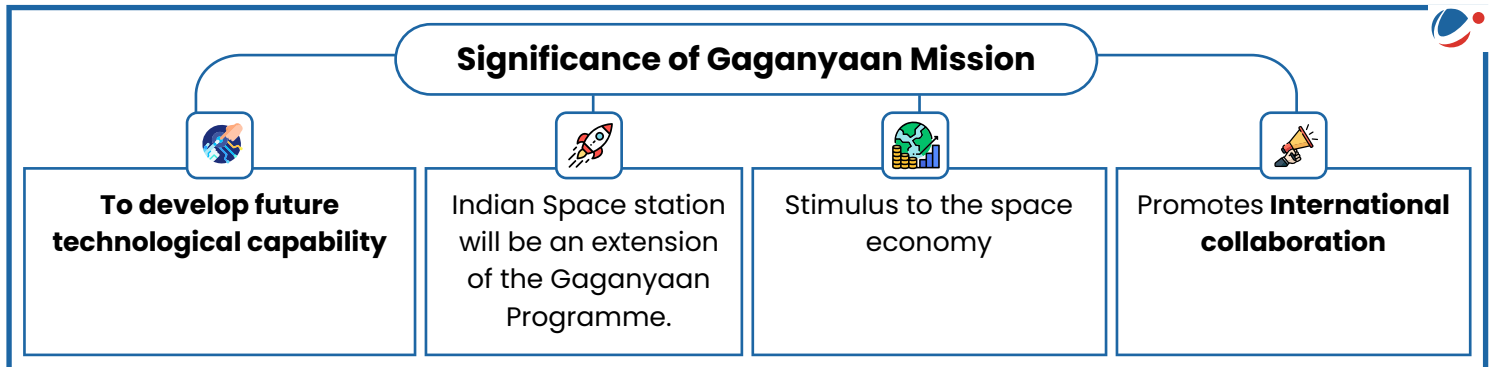 Significance of Gaganyaan Mission
To develop future
technological capability
Indian Space station
will be an extension
of the Gaganyaan
Programme.
Stimulus to the space
economy
Promotes International
collaboration